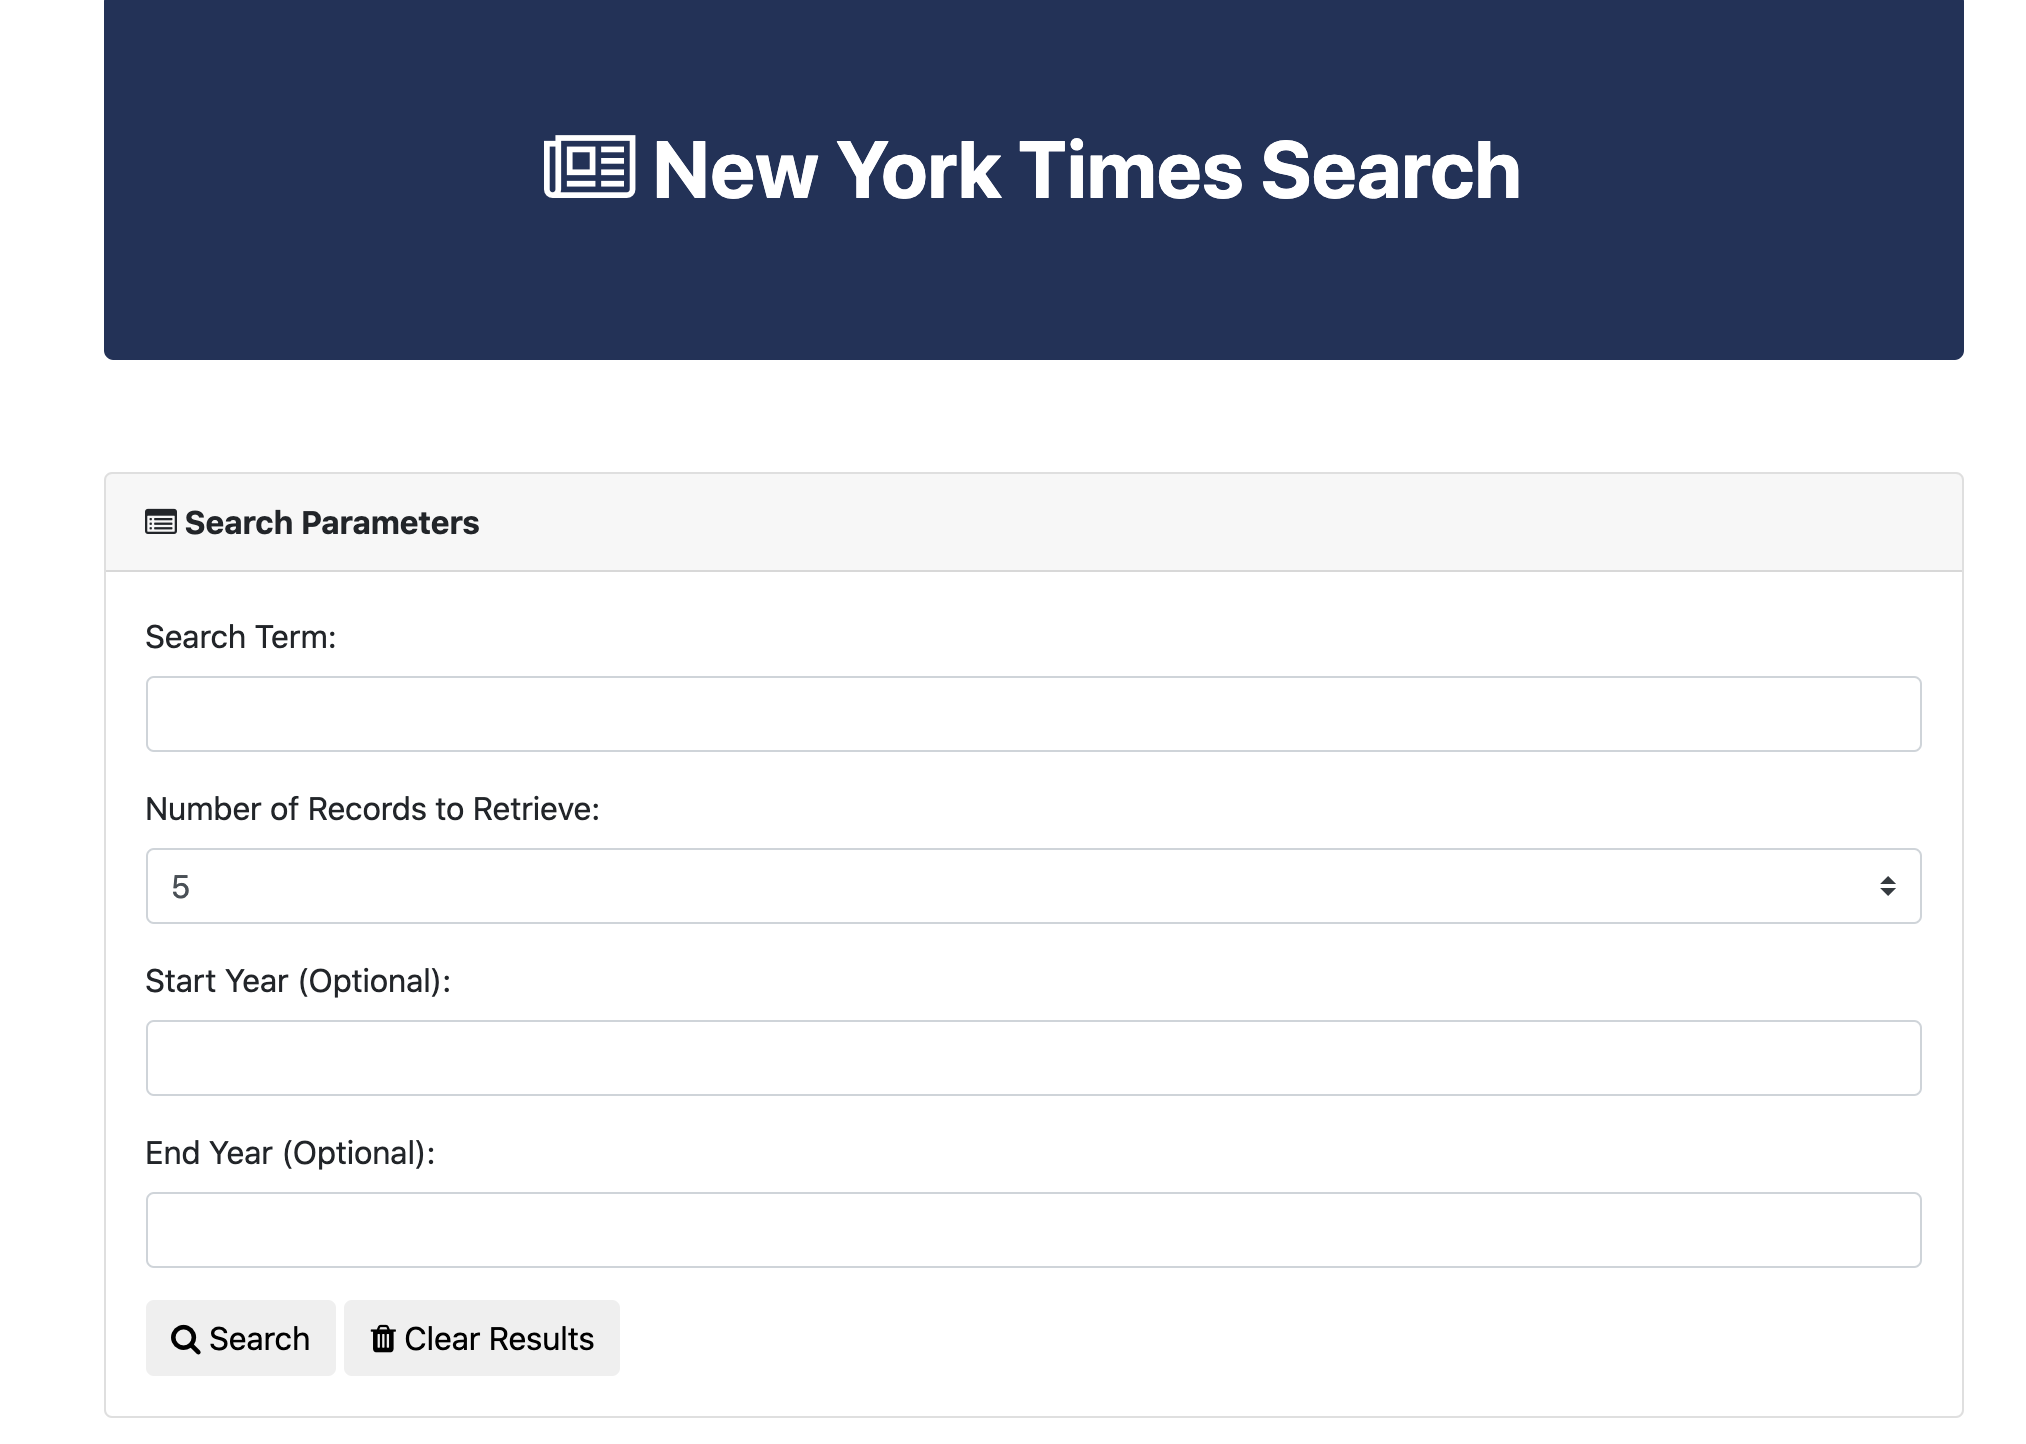 New York Times Search
Search Parameters
Search Term:
Number of Records to Retrieve:
5
Start Year (Optional):
End Year (Optional):
Search
Clear Results